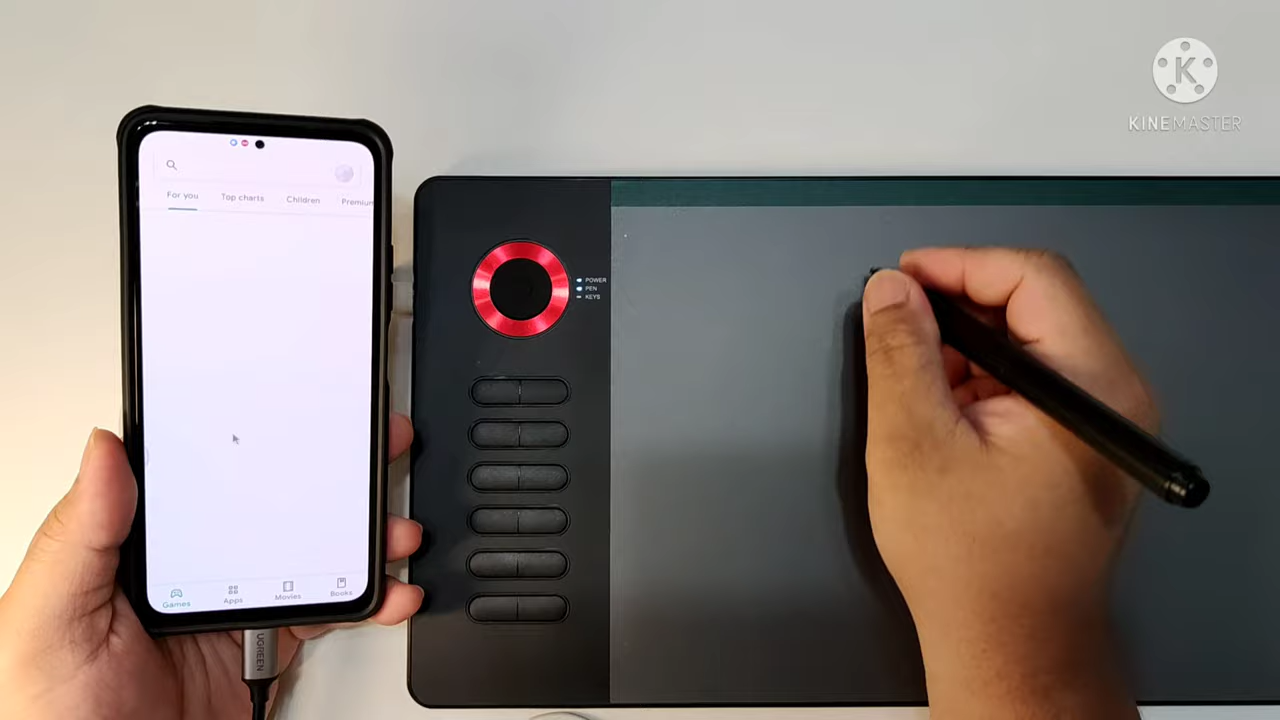 K
KINEMASTER
For you Top charts Children Premium
POWER
PEN
KEYS
Games Apps Movies Books
UGREEN